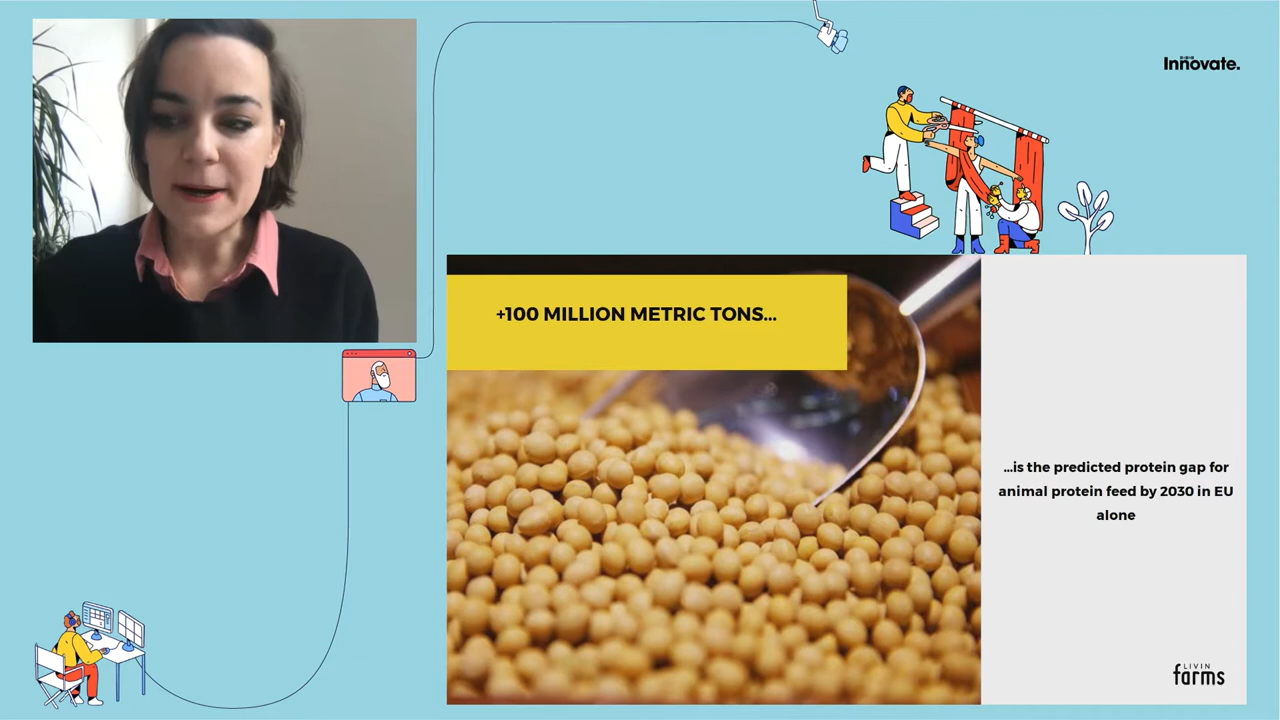 Innovate.
+100 MILLION METRIC TONS...
...is the predicted protein gap for
animal protein feed by 2030 in EU
alone
LIVIN
farms